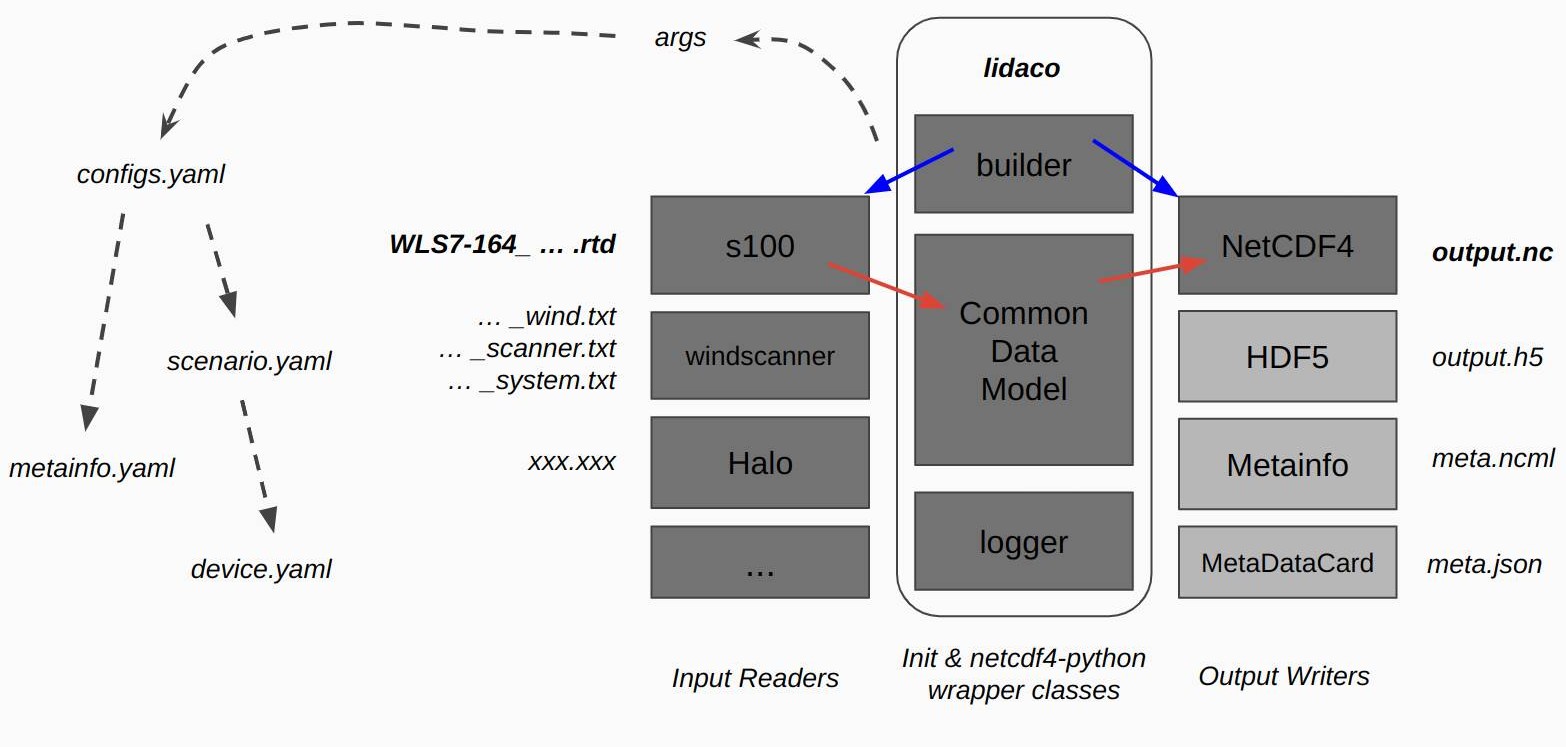 args
lidaco
builder
configs.yaml
WLS7-164_ … .rtd
s100
NetCDF4
output.nc
… _wind.txt
… _scanner.txt
… _system.txt
windscanner
Common
Data
Model
HDF5
output.h5
scenario.yaml
metainfo.yaml
xxx.xxx
Halo
Metainfo
meta.ncml
device.yaml
...
logger
MetaDataCard
meta.json
Input Readers
Init & netcdf4-python
wrapper classes
Output Writers